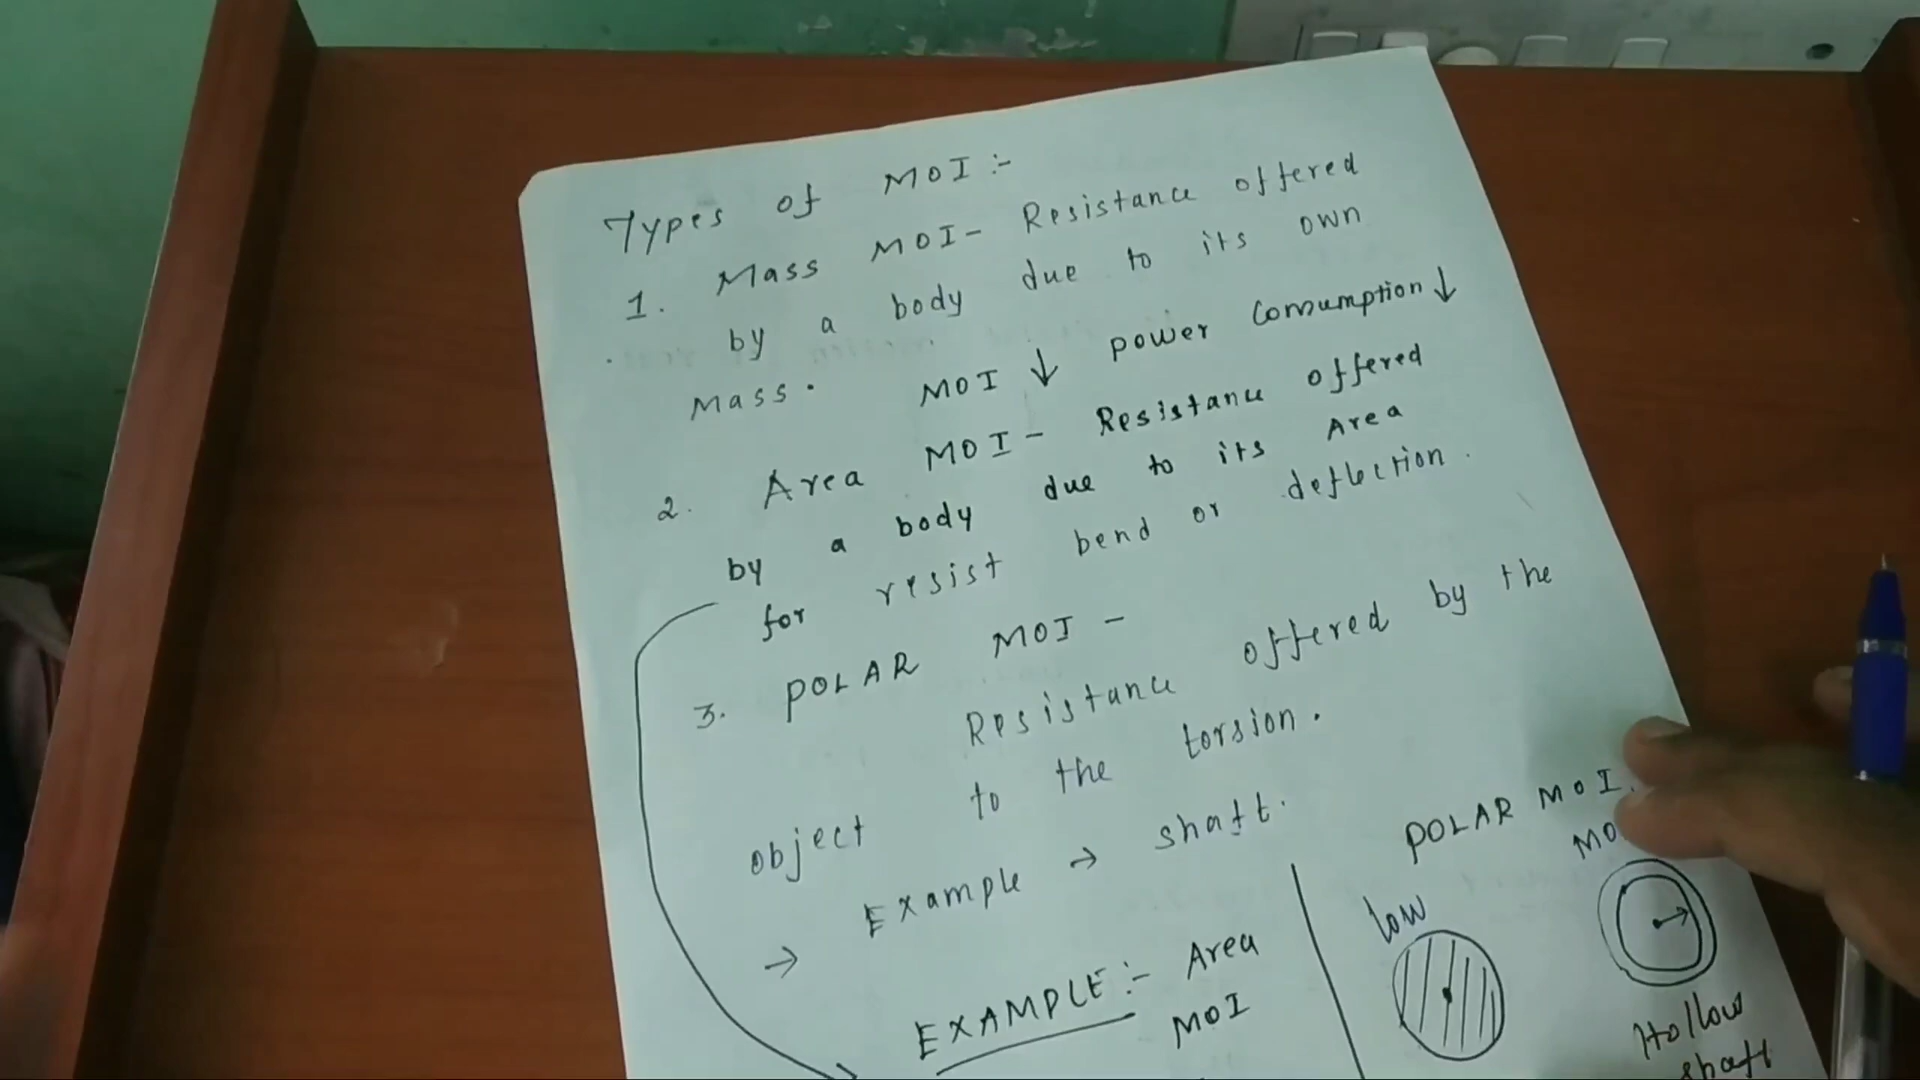 Types of MOI :-
1. Mass MOI - Resistance offered
by a body due to its own
Mass. MOI ↓ power consumption ↓
2. Area MOI - Resistance offered
by a body due to its Area
for resist bend or deflection.
3. POLAR MOI -
Resistance offered by the
object to the torsion.
→ Example → shaft.
EXAMPLE :- Area
MOI
POLAR MOI.
low
Hollow
shaft